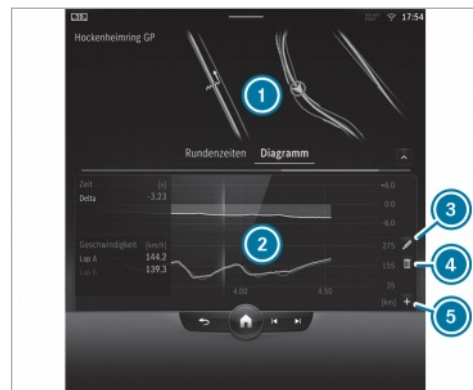 17:54
Hockenheimring GP
1
Rundenzeiten Diagramm
Zeit [s]
Delta -3.23
+6.0
0.0
-6.0
3
Geschwindigkeit [km/h]
Lap A 144.2
Lap B 139.3
2
275
155
35
4
4.00 4.50 [km]
5